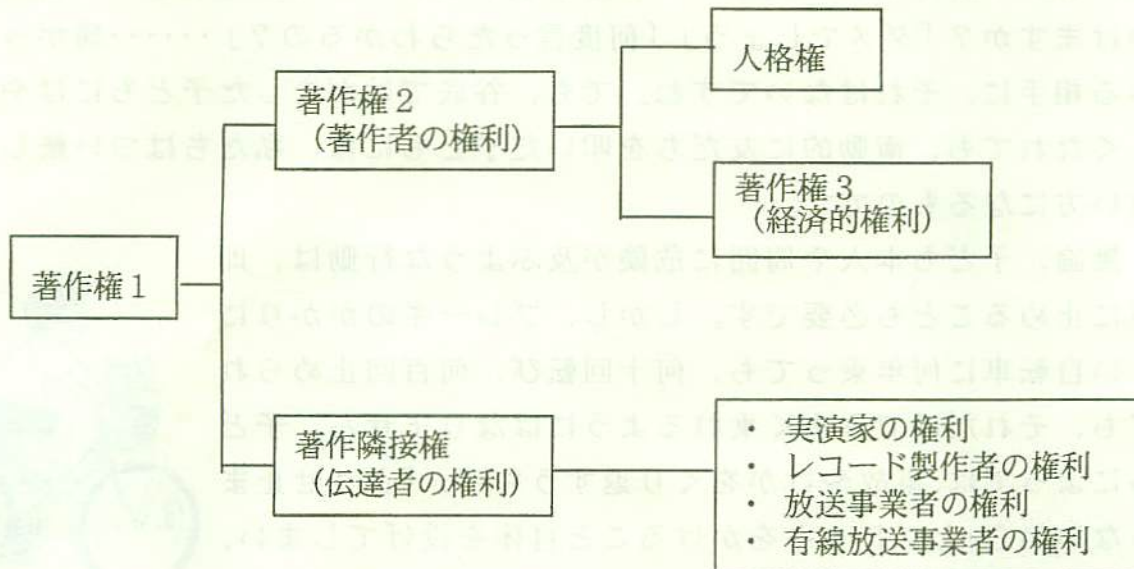 著作権1
著作権2
(著作者の権利)
人格権
著作権3
(経済的権利)
著作隣接権
(伝達者の権利)
・ 実演家の権利
・ レコード製作者の権利
・ 放送事業者の権利
・ 有線放送事業者の権利